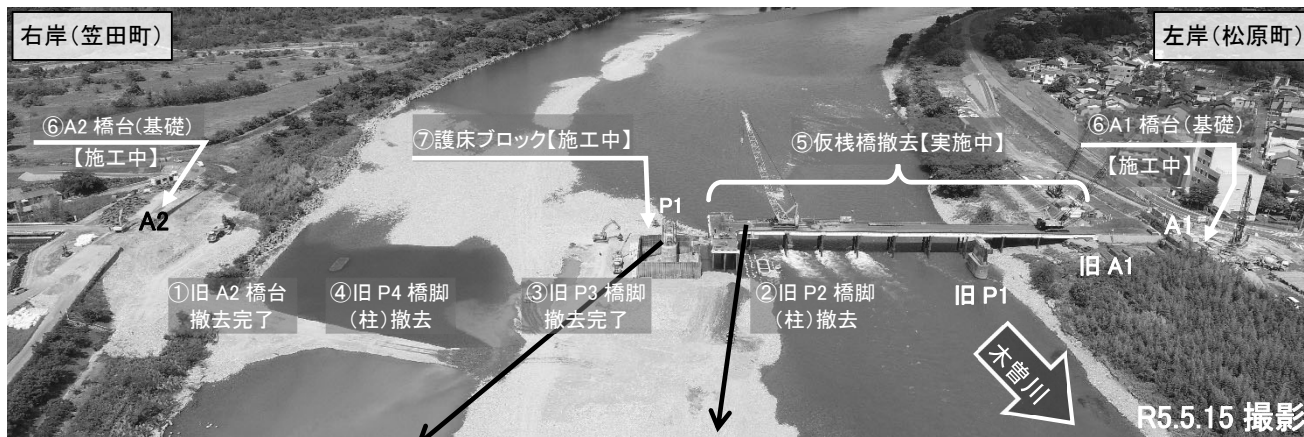 右岸(笠田町)
左岸(松原町)
⑥A2 橋台(基礎)
【施工中】
⑦護床ブロック【施工中】
⑤仮桟橋撤去【実施中】
⑥A1 橋台(基礎)
【施工中】
A2
P1
A1
旧 A1
旧 P1
①旧 A2 橋台
撤去完了
④旧 P4 橋脚
(柱)撤去
③旧 P3 橋脚
撤去完了
②旧 P2 橋脚
(柱)撤去
木曽川
R5.5.15 撮影